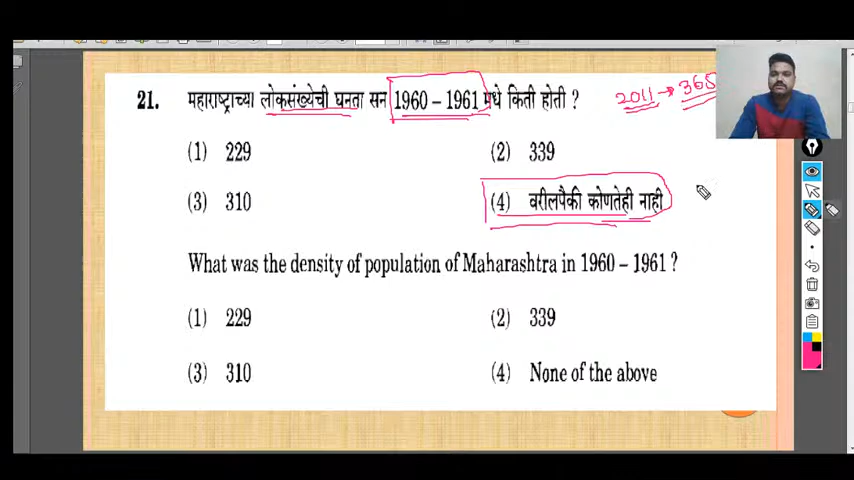 21. महाराष्ट्राच्या लोकसंख्येची घनता सन 1960 – 1961 मधे किती होती ?
2011 → 365
(1) 229
(2) 339
(3) 310
(4) वरीलपैकी कोणतेही नाही
What was the density of population of Maharashtra in 1960 – 1961 ?
(1) 229
(2) 339
(3) 310
(4) None of the above